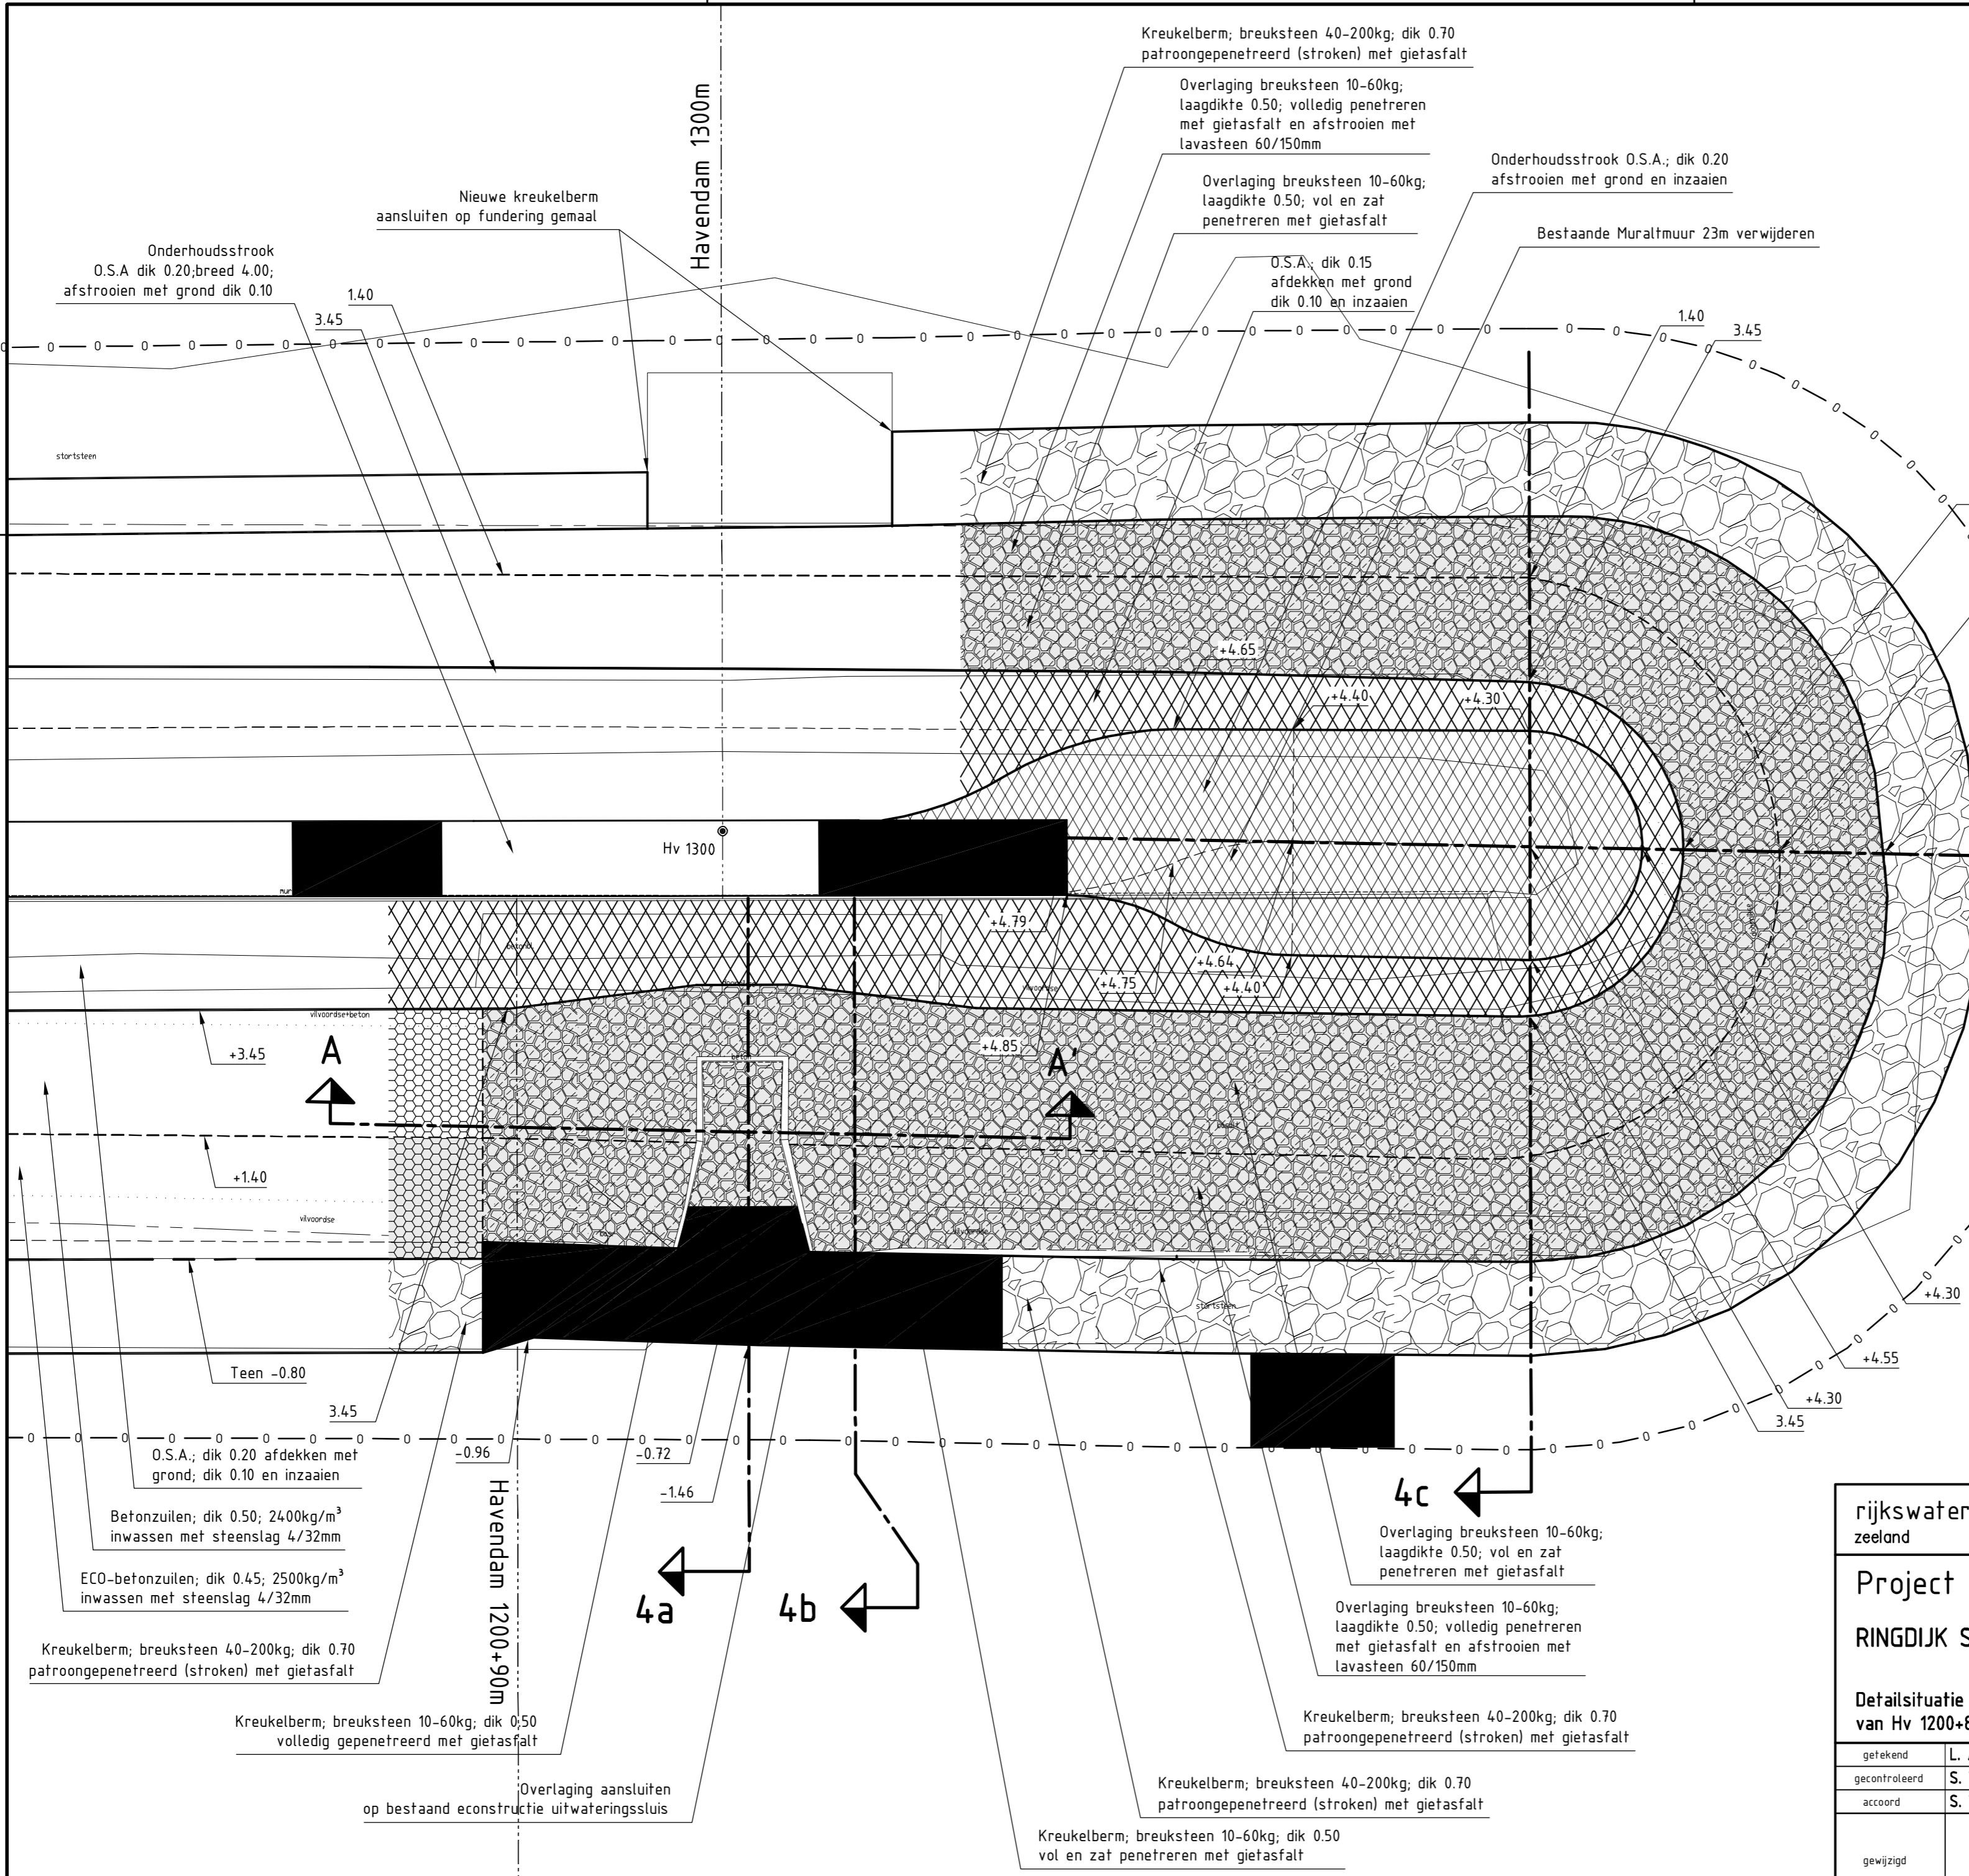 Kreukelberm; breuksteen 40-200kg; dik 0.70
patroongepenetreerd (stroken) met gietasfalt
Overlaging breuksteen 10-60kg;
laagdikte 0.50; volledig penetreren
met gietasfalt en afstrooien met
lavasteen 60/150mm
Overlaging breuksteen 10-60kg;
laagdikte 0.50; vol en zat
penetreren met gietasfalt
Onderhoudsstrook O.S.A.; dik 0.20
afstrooien met grond en inzaaien
Bestaande Muraltmuur 23m verwijderen
O.S.A.; dik 0.15
afdekken met grond
dik 0.10 en inzaaien
Havendam 1300m
Nieuwe kreukelberm
aansluiten op fundering gemaal
Onderhoudsstrook
O.S.A dik 0.20;breed 4.00;
afstrooien met grond dik 0.10
1.40
3.45
1.40
3.45
stortsteen
+4.65
+4.40
+4.30
Hv 1300
mur
+4.79
+4.64
+4.75
+4.40
vilvoordse
vilvoordse+beton
+3.45
A
+4.85
A'
beton
+1.40
vilvoordse
vilvoordse
stortsteen
+4.30
+4.55
+4.30
3.45
Teen -0.80
3.45
-0.96
-0.72
-1.46
O.S.A.; dik 0.20 afdekken met
grond; dik 0.10 en inzaaien
Betonzuilen; dik 0.50; 2400kg/m³
inwassen met steenslag 4/32mm
ECO-betonzuilen; dik 0.45; 2500kg/m³
inwassen met steenslag 4/32mm
Kreukelberm; breuksteen 40-200kg; dik 0.70
patroongepenetreerd (stroken) met gietasfalt
Havendam 1200+90m
4a
4b
4c
Overlaging breuksteen 10-60kg;
laagdikte 0.50; vol en zat
penetreren met gietasfalt
Overlaging breuksteen 10-60kg;
laagdikte 0.50; volledig penetreren
met gietasfalt en afstrooien met
lavasteen 60/150mm
Kreukelberm; breuksteen 10-60kg; dik 0.50
volledig gepenetreerd met gietasfalt
Overlaging aansluiten
op bestaand econstructie uitwateringssluis
Kreukelberm; breuksteen 40-200kg; dik 0.70
patroongepenetreerd (stroken) met gietasfalt
Kreukelberm; breuksteen 40-200kg; dik 0.70
patroongepenetreerd (stroken) met gietasfalt
Kreukelberm; breuksteen 10-60kg; dik 0.50
vol en zat penetreren met gietasfalt
rijkswater
zeeland
Project
RINGDIJK S
Detailsituatie
van Hv 1200+8
getekend L.
gecontroleerd S.
accoord S.
gewijzigd